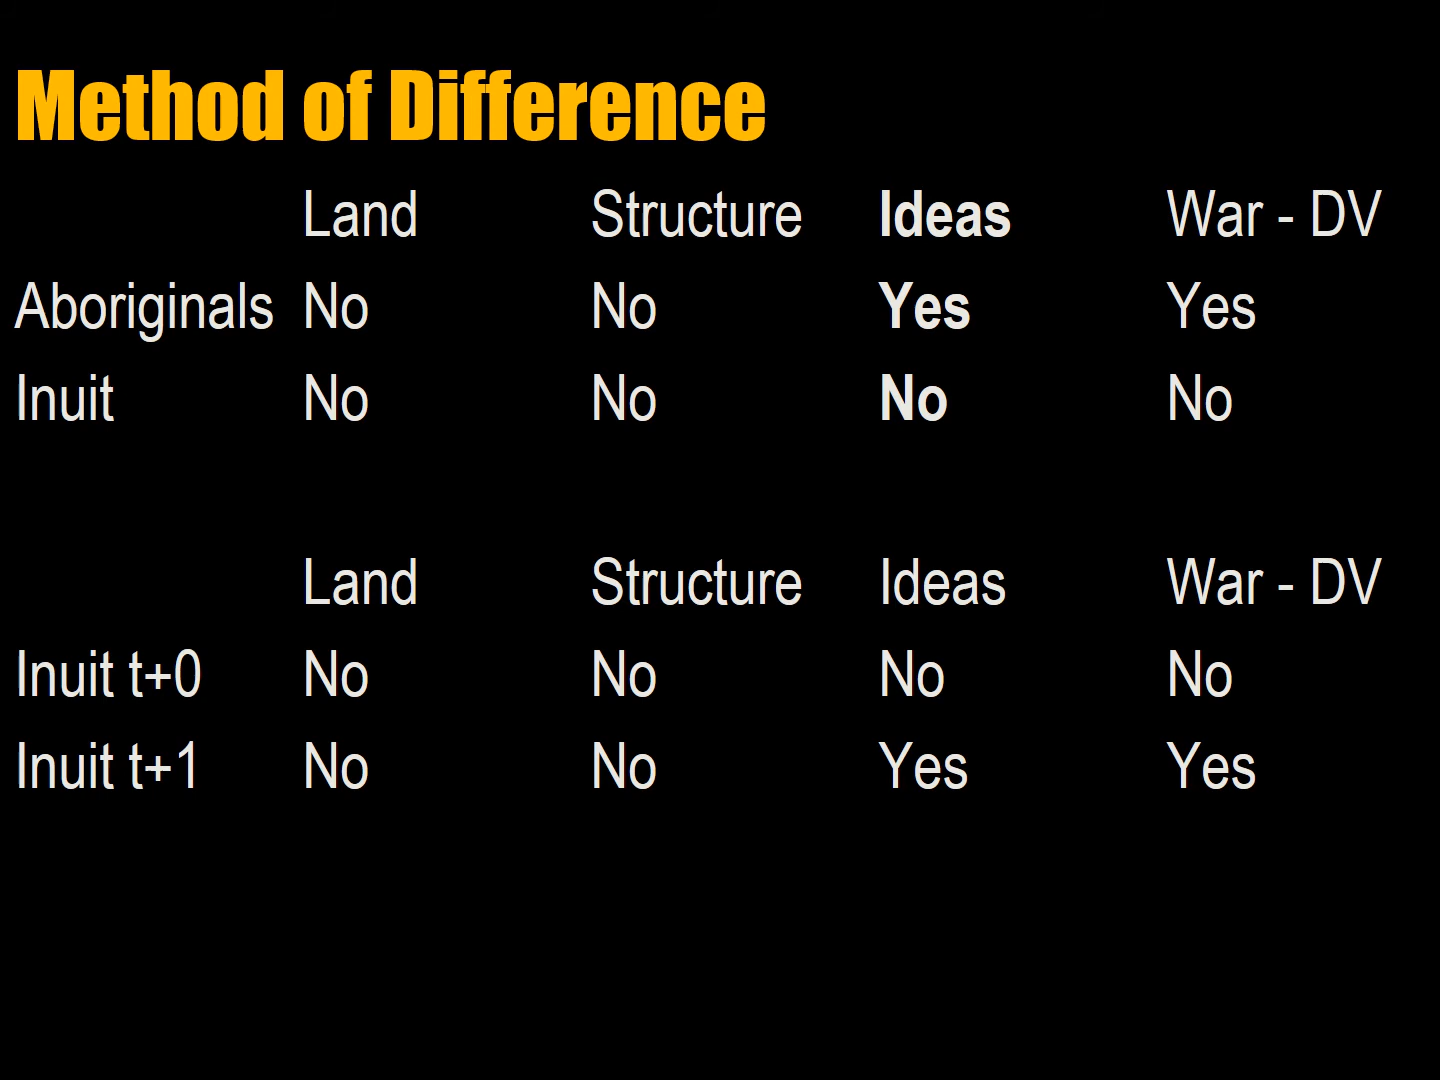 Method of Difference
Land Structure Ideas War - DV
Aboriginals No No Yes Yes
Inuit No No No No
Land Structure Ideas War - DV
Inuit t+0 No No No No
Inuit t+1 No No Yes Yes